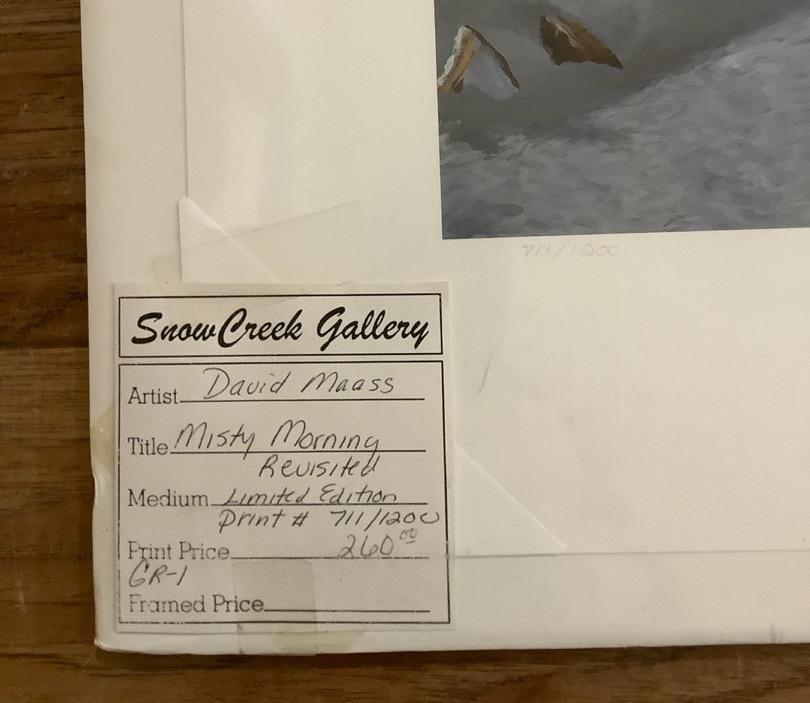 711/1200
SnowCreek Gallery
Artist David Maass
Title Misty Morning
Revisited
Medium Limited Edition
Print # 711/1200
Print Price 260.00
GR-1
Framed Price